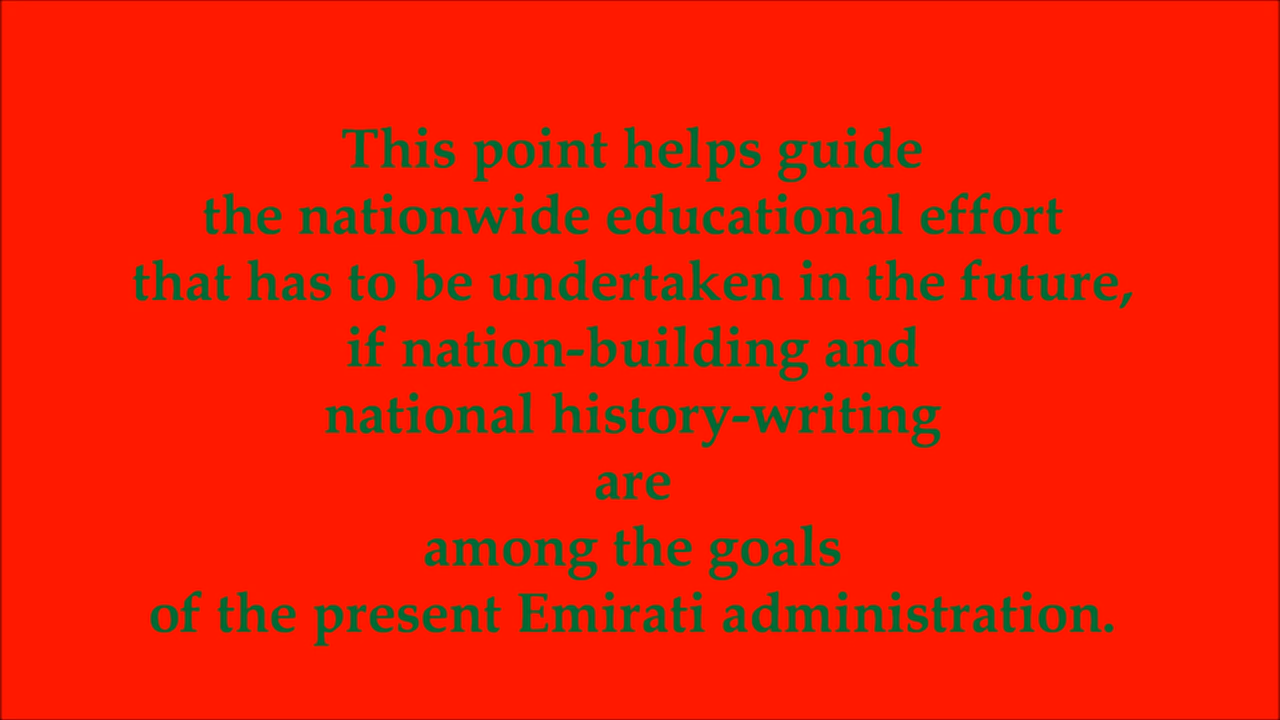 This point helps guide
the nationwide educational effort
that has to be undertaken in the future,
if nation-building and
national history-writing
are
among the goals
of the present Emirati administration.